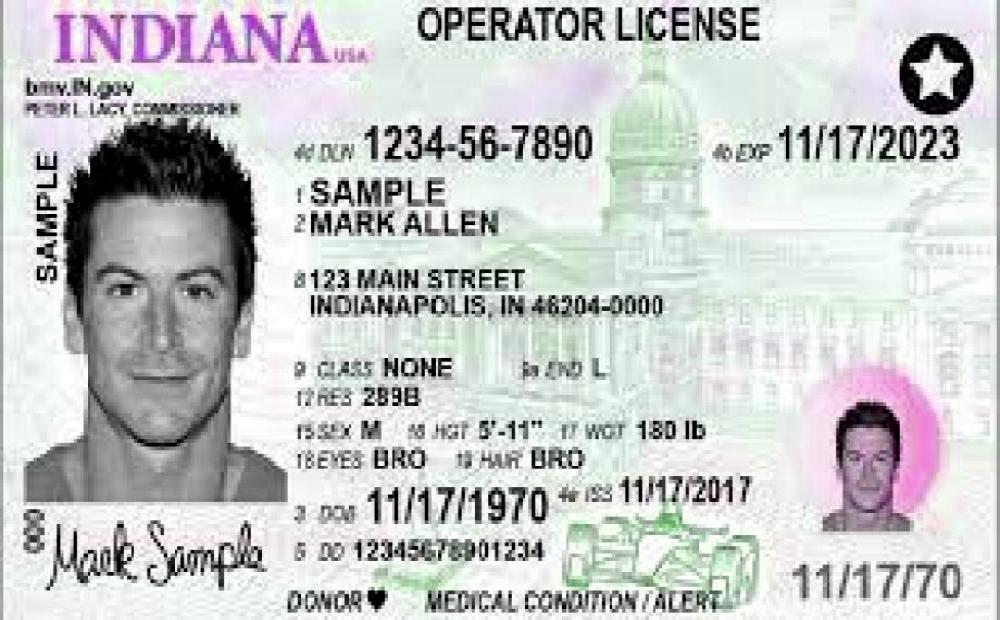 INDIANA USA
OPERATOR LICENSE
bmv.IN.gov
PETER L. LACY, COMMISSIONER
SAMPLE
4d DLN 1234-56-7890
4b EXP 11/17/2023
1 SAMPLE
2 MARK ALLEN
8 123 MAIN STREET
INDIANAPOLIS, IN 46204-0000
9 CLASS NONE 9a END L
12 RES 289B
15 SEX M 16 HGT 5'-11" 17 WGT 180 lb
18 EYES BRO 19 HAIR BRO
3 DOB 11/17/1970 4a ISS 11/17/2017
5 DD 12345678901234
000
Mark Sample
11/17/70
DONOR♥ MEDICAL CONDITION / ALERT